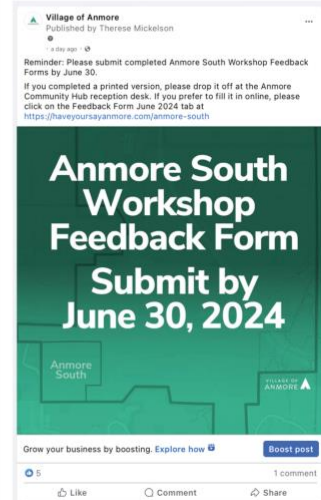 Village of Anmore
Published by Therese Mickelson
· a day ago ·
Reminder: Please submit completed Anmore South Workshop Feedback
Forms by June 30.
If you completed a printed version, please drop it off at the Anmore
Community Hub reception desk. If you prefer to fill it in online, please
click on the Feedback Form June 2024 tab at
https://haveyoursayanmore.com/anmore-south
Anmore South
Workshop
Feedback Form
Submit by
June 30, 2024
Anmore
South
VILLAGE OF
ANMORE
Grow your business by boosting. Explore how
Boost post
5
1 comment
Like
Comment
Share